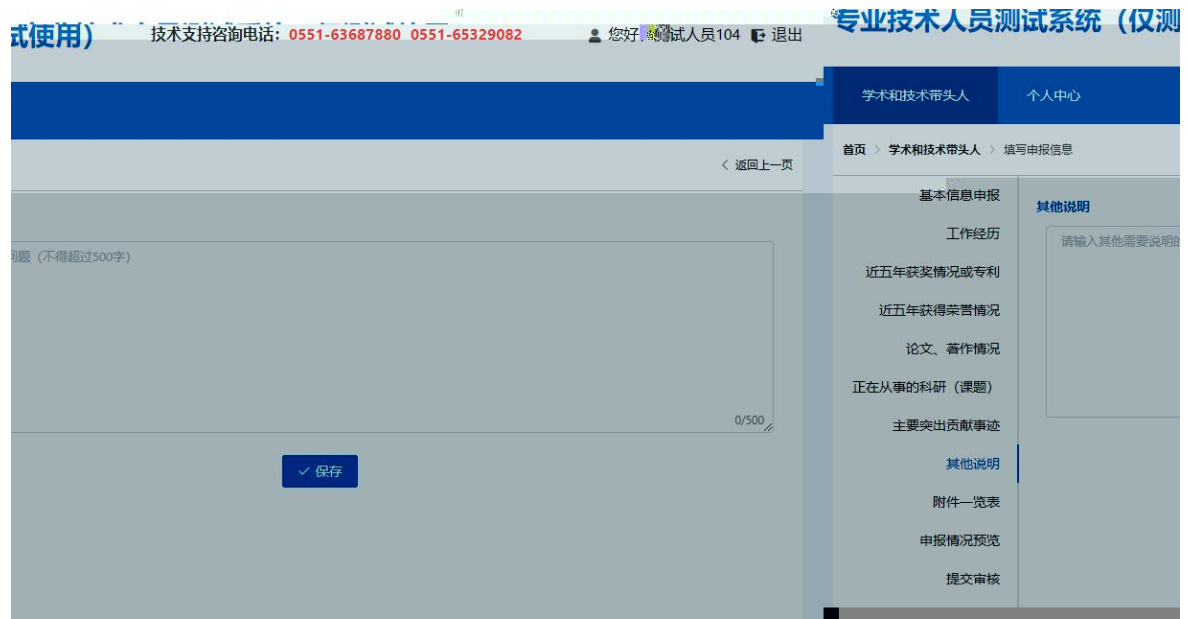 试使用）
技术支持咨询电话：0551-63687880 0551-65329082
您好,测试人员104 退出
返回上一页
问题（不得超过500字）
0/500
保存
专业技术人员测试系统（仅测
学术和技术带头人 个人中心
首页 > 学术和技术带头人 > 填写申报信息
基本信息申报
工作经历
近五年获奖情况或专利
近五年获得荣誉情况
论文、著作情况
正在从事的科研（课题）
主要突出贡献事迹
其他说明
附件一览表
申报情况预览
提交审核
其他说明
请输入其他需要说明的